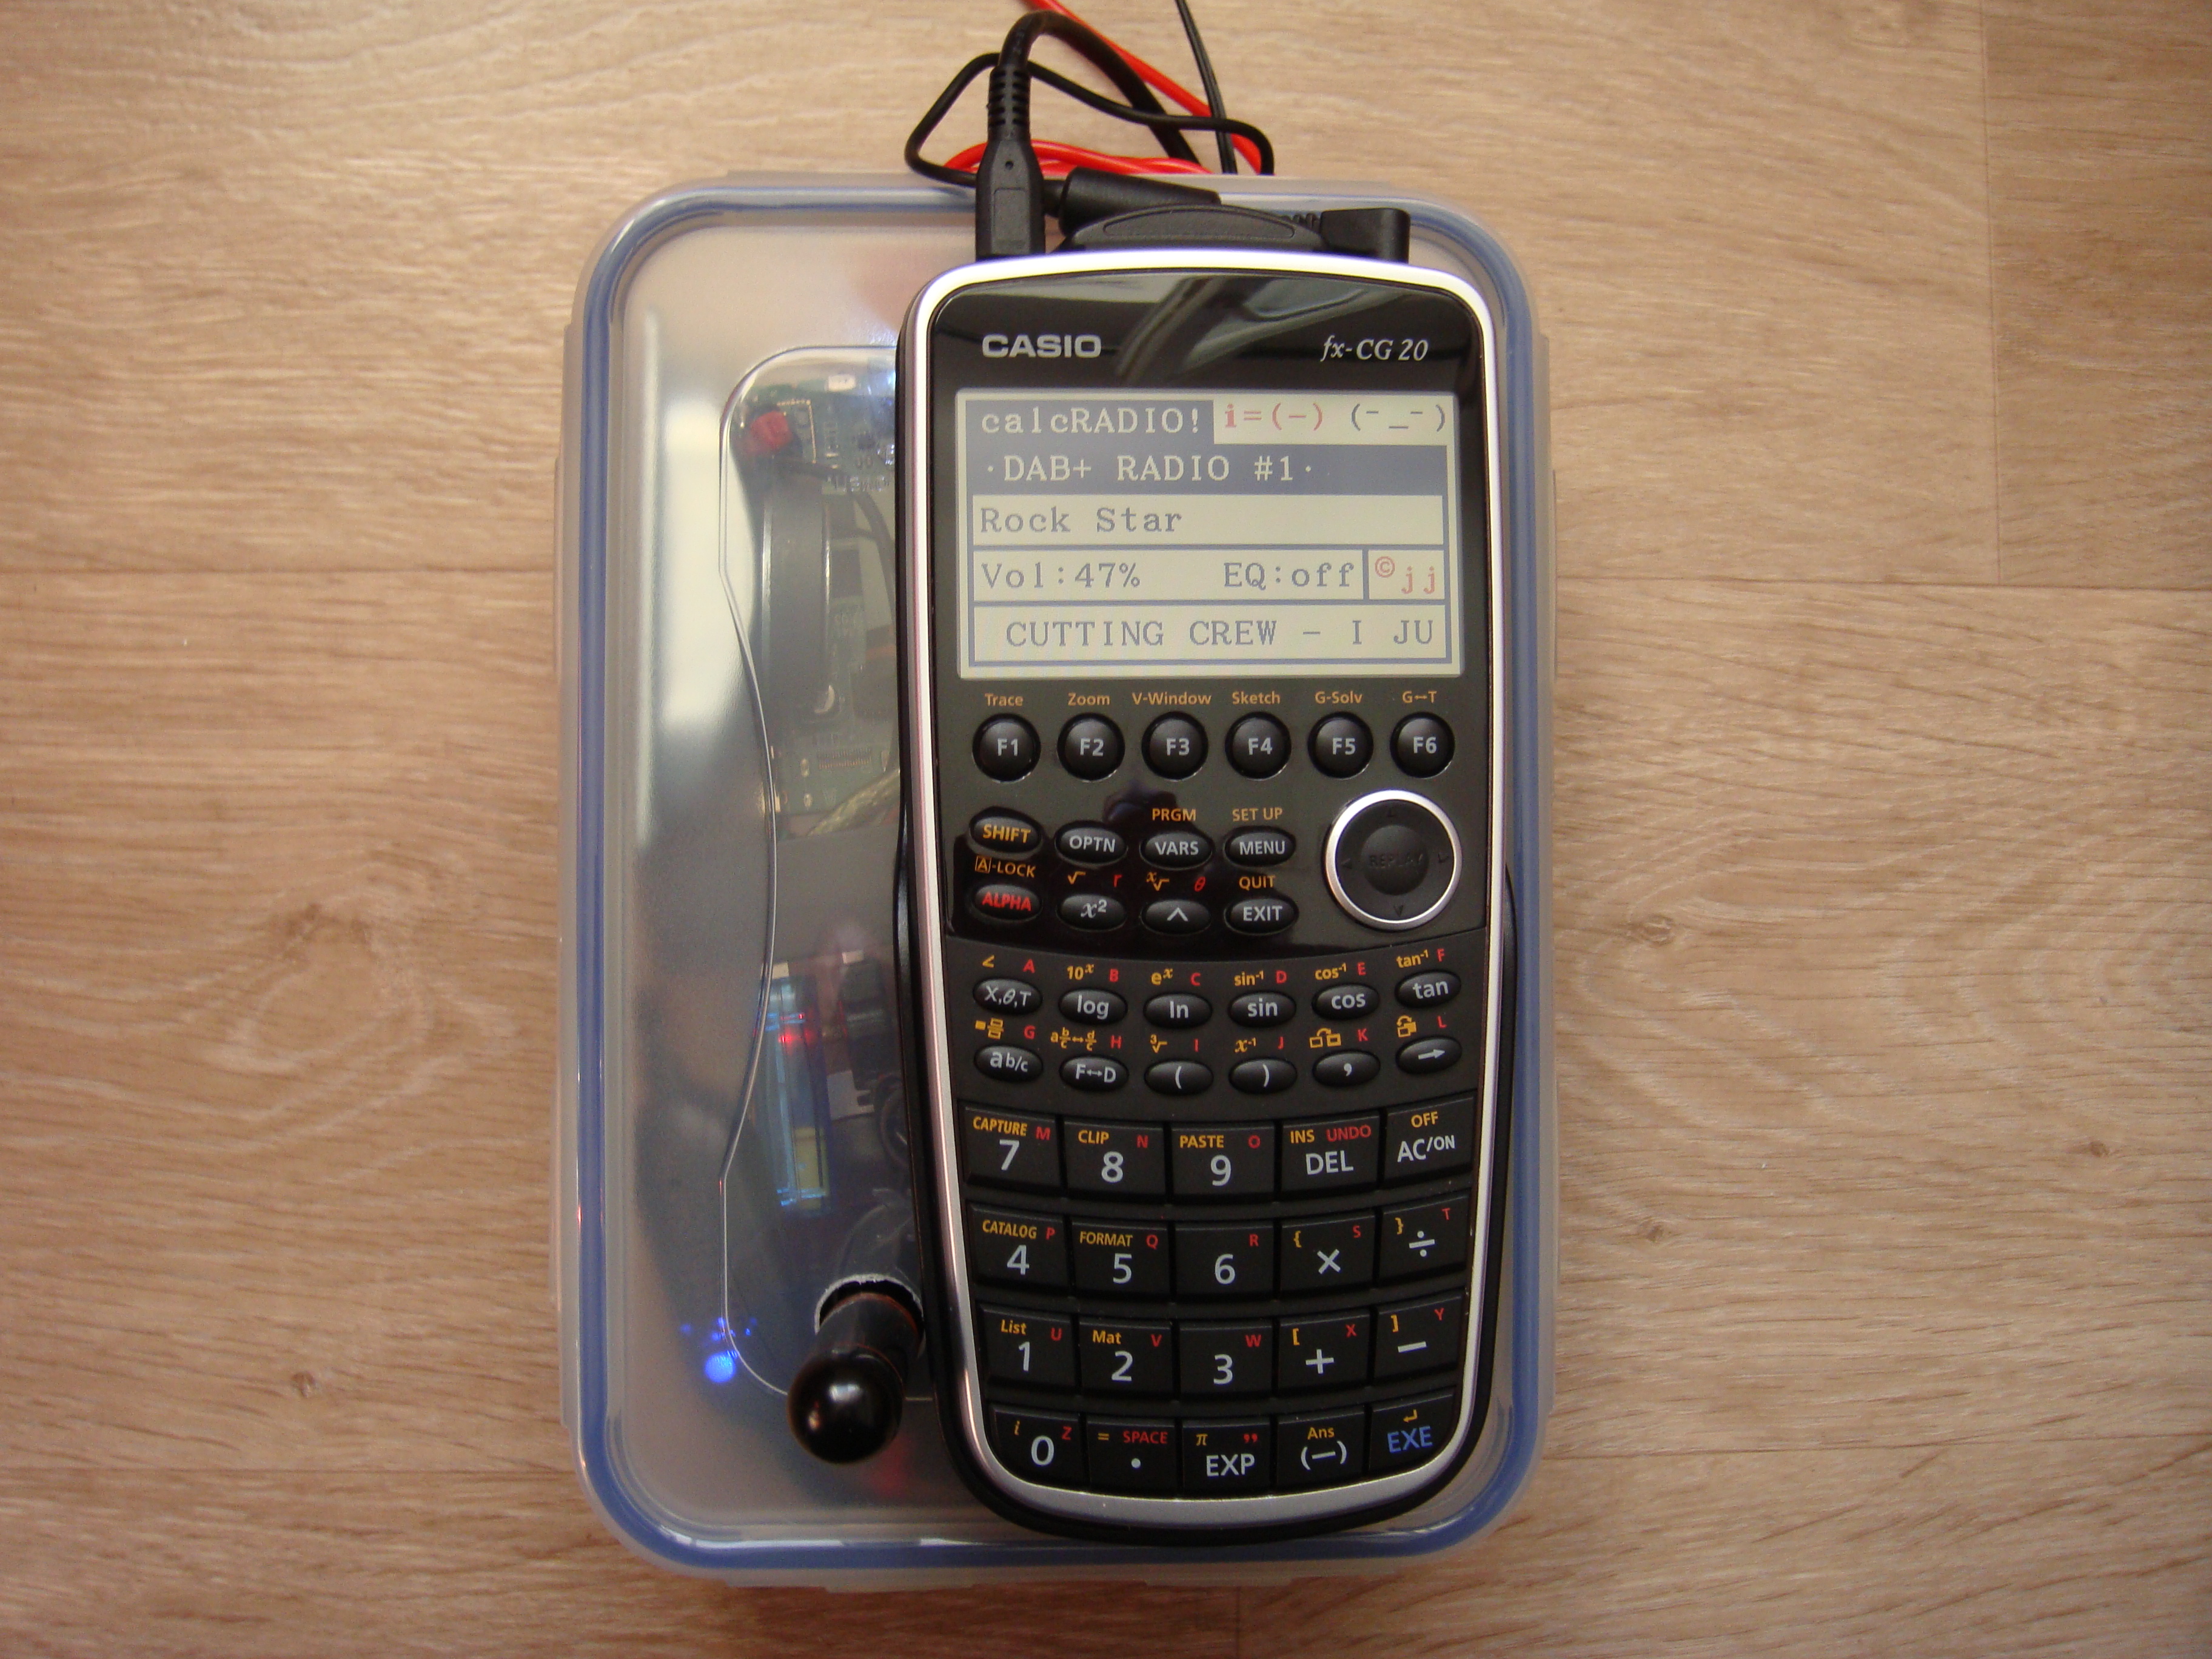 CASIO fx-CG 20
calcRADIO! i=(-) (-_-)
·DAB+ RADIO #1·
Rock Star
Vol:47% EQ:off ©jj
CUTTING CREW - I JU
Trace Zoom V-Window Sketch G-Solv G↔T
F1 F2 F3 F4 F5 F6
PRGM SET UP
SHIFT OPTN VARS MENU
REPLAY
A-LOCK √ r ˣ√ θ QUIT
ALPHA x² ^ EXIT
∠ A 10ˣ B eˣ C sin⁻¹ D cos⁻¹ E tan⁻¹ F
X,θ,T log ln sin cos tan
G a b/c↔d/c H ³√ I x⁻¹ J K L
a b/c F↔D ( ) , →
CAPTURE M CLIP N PASTE O INS UNDO OFF
7 8 9 DEL AC/ON
CATALOG P FORMAT Q R { S } T
4 5 6 × ÷
List U Mat V W [ X ] Y
1 2 3 + −
i Z = SPACE π " Ans ↵
0 . EXP (−) EXE